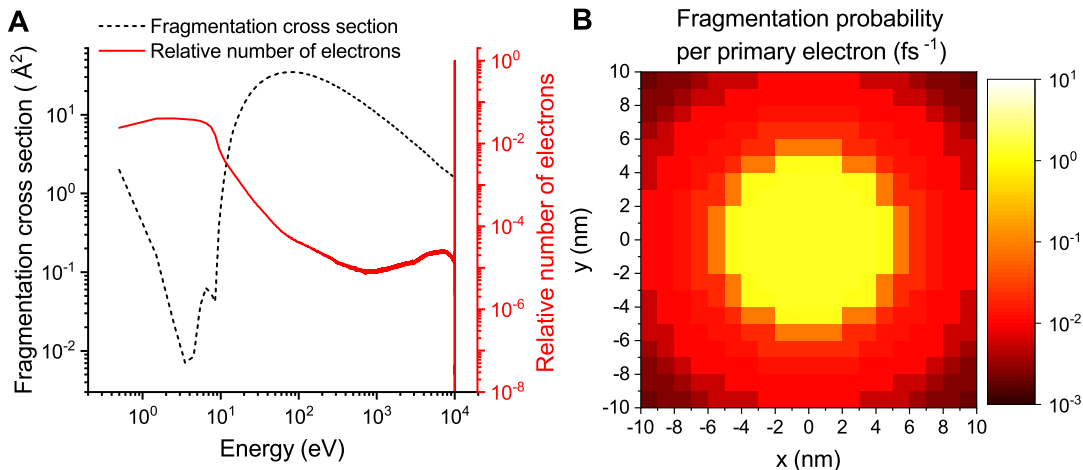 A
Fragmentation cross section
Relative number of electrons
Fragmentation cross section ( Å²)
10¹
10⁰
10⁻¹
10⁻²
10⁰ 10¹ 10² 10³ 10⁴
Energy (eV)
10⁰
10⁻²
10⁻⁴
10⁻⁶
10⁻⁸
Relative number of electrons
B
Fragmentation probability
per primary electron (fs⁻¹)
y (nm)
10
8
6
4
2
0
-2
-4
-6
-8
-10
-10 -8 -6 -4 -2 0 2 4 6 8 10
x (nm)
10¹
10⁰
10⁻¹
10⁻²
10⁻³